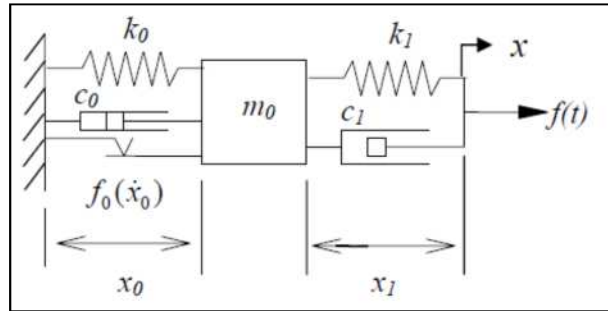 k₀ k₁ x
c₀ m₀ c₁ f(t)
f₀(ẋ₀)
x₀ x₁